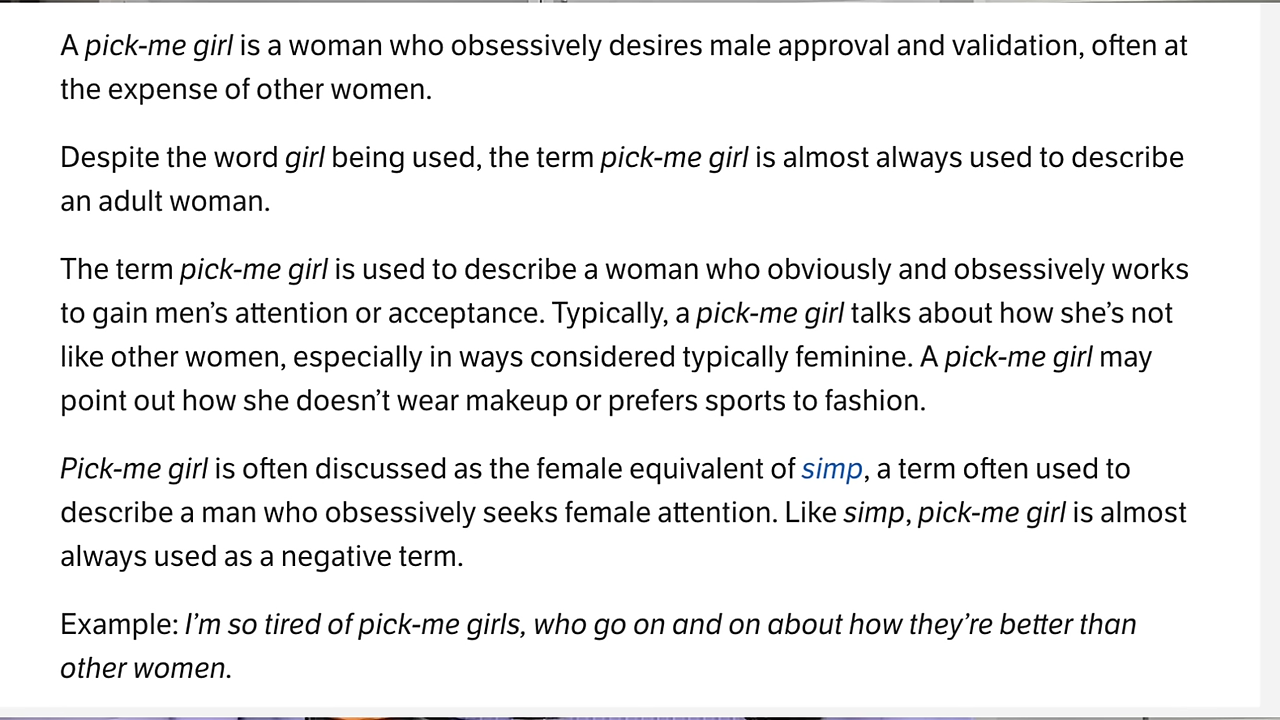 A pick-me girl is a woman who obsessively desires male approval and validation, often at
the expense of other women.
Despite the word girl being used, the term pick-me girl is almost always used to describe
an adult woman.
The term pick-me girl is used to describe a woman who obviously and obsessively works
to gain men’s attention or acceptance. Typically, a pick-me girl talks about how she’s not
like other women, especially in ways considered typically feminine. A pick-me girl may
point out how she doesn’t wear makeup or prefers sports to fashion.
Pick-me girl is often discussed as the female equivalent of simp, a term often used to
describe a man who obsessively seeks female attention. Like simp, pick-me girl is almost
always used as a negative term.
Example: I’m so tired of pick-me girls, who go on and on about how they’re better than
other women.